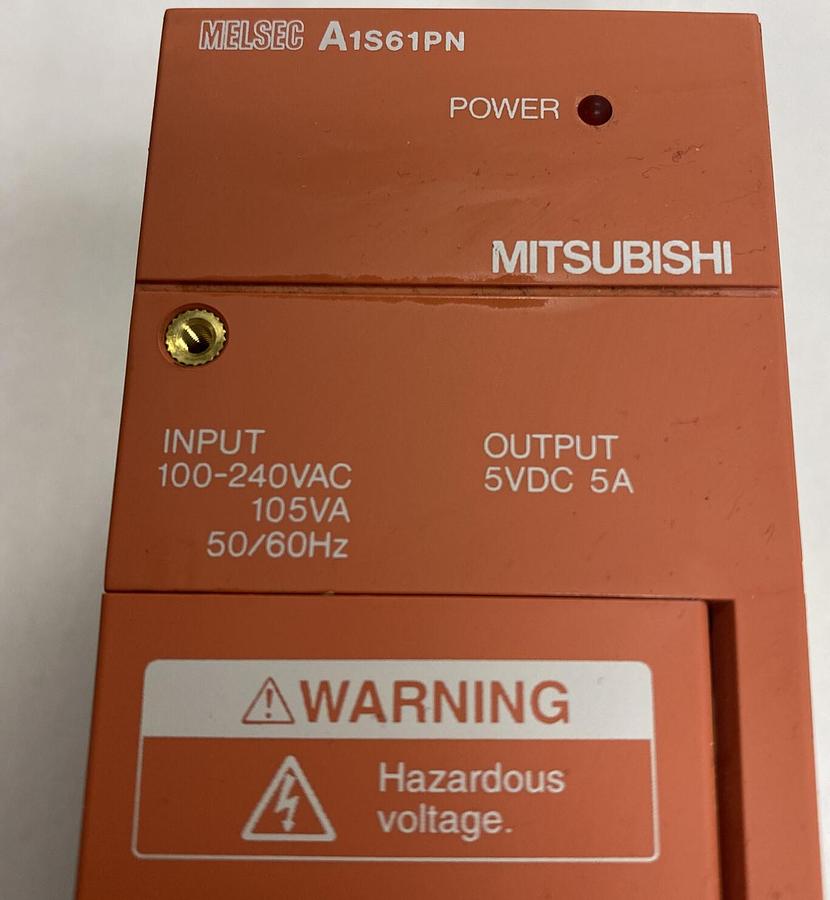 MELSEC A1S61PN
POWER
MITSUBISHI
INPUT
100-240VAC
105VA
50/60Hz
OUTPUT
5VDC 5A
WARNING
Hazardous
voltage.